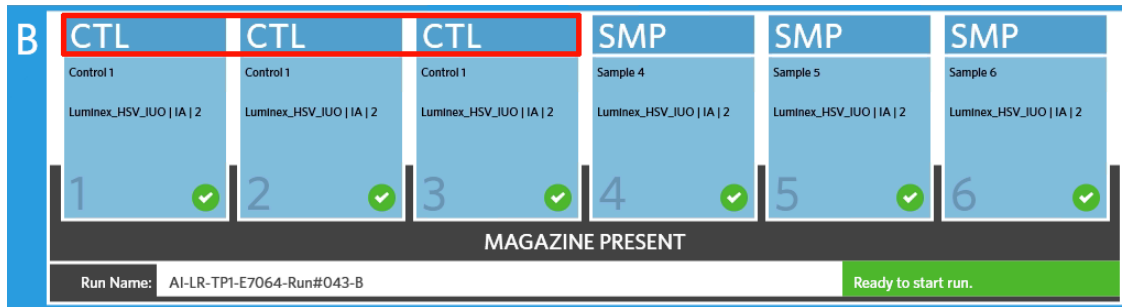 B
CTL CTL CTL SMP SMP SMP
Control 1 Control 1 Control 1 Sample 4 Sample 5 Sample 6
Luminex_HSV_IUO | IA | 2 Luminex_HSV_IUO | IA | 2 Luminex_HSV_IUO | IA | 2 Luminex_HSV_IUO | IA | 2 Luminex_HSV_IUO | IA | 2 Luminex_HSV_IUO | IA | 2
1 2 3 4 5 6
MAGAZINE PRESENT
Run Name: AI-LR-TP1-E7064-Run#043-B Ready to start run.